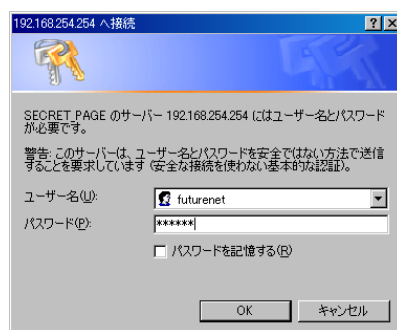 192.168.254.254 へ接続
SECRET PAGE のサーバー 192.168.254.254 にはユーザー名とパスワード
が必要です。
警告: このサーバーは、ユーザー名とパスワードを安全ではない方法で送信
することを要求しています (安全な接続を使わない基本的な認証)。
ユーザー名(U):
futurenet
パスワード(P):
******
パスワードを記憶する(R)
OK
キャンセル